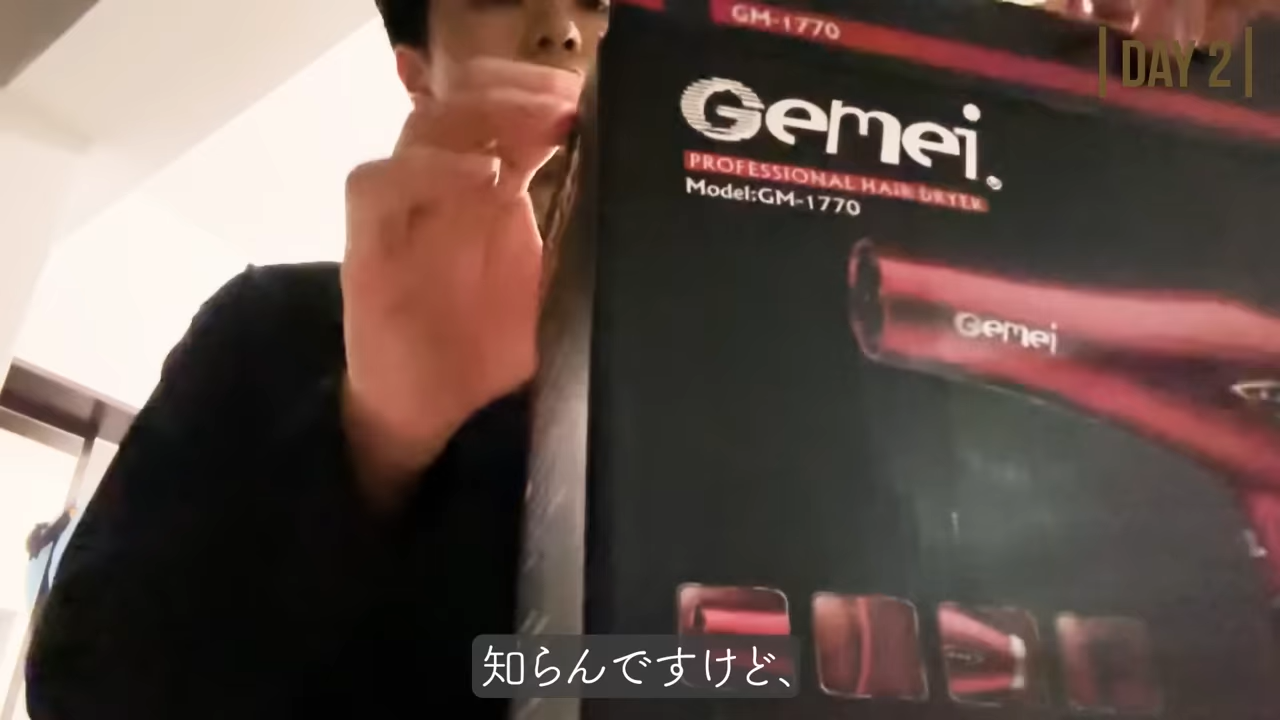 GM-1770
| DAY 2 |
Gemei
PROFESSIONAL HAIR DRYER
Model:GM-1770
Gemei
知らんですけど、